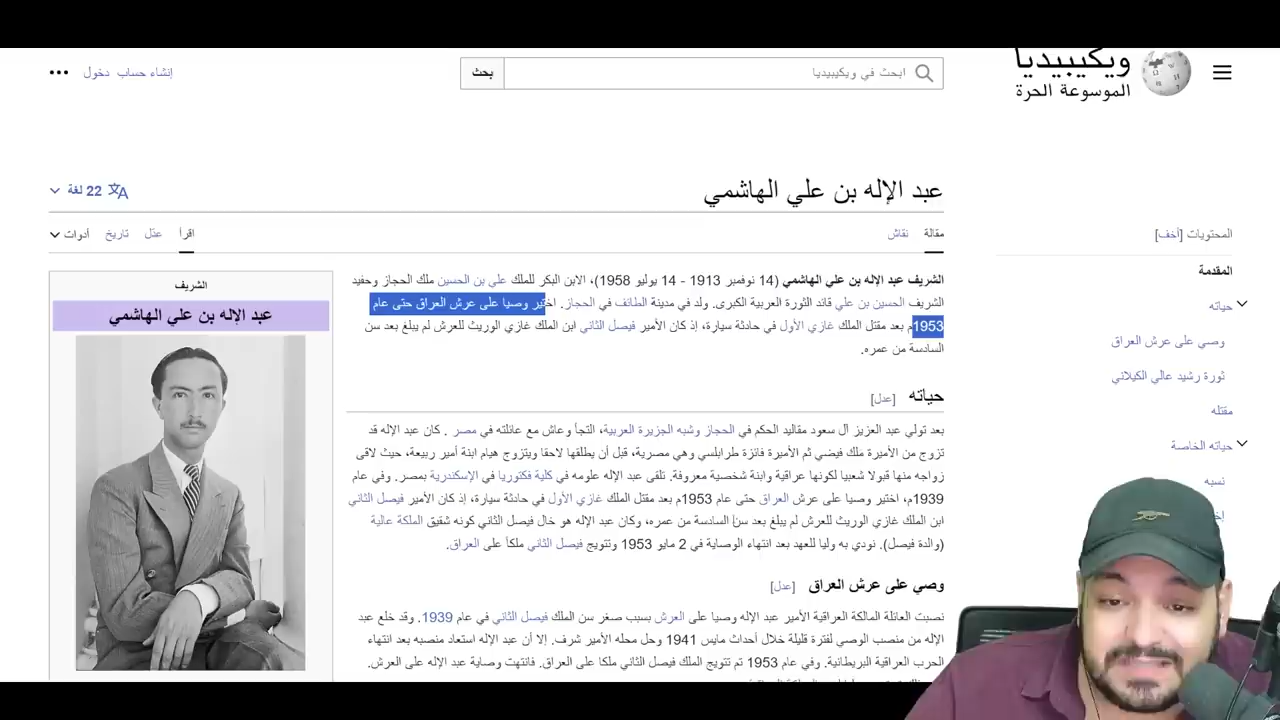 ويكيبيديا
الموسوعة الحرة
ابحث في ويكيبيديا
بحث
إنشاء حساب دخول
عبد الإله بن علي الهاشمي
22 لغة
مقالة
نقاش
اقرأ
عدّل
تاريخ
أدوات
المحتويات [أخف]
المقدمة
حياته
وصي على عرش العراق
ثورة رشيد عالي الكيلاني
مقتله
حياته الخاصة
نسبه
الشريف عبد الإله بن علي الهاشمي (14 نوفمبر 1913 - 14 يوليو 1958)، الابن البكر للملك علي بن الحسين ملك الحجاز وحفيد
الشريف الحسين بن علي قائد الثورة العربية الكبرى. ولد في مدينة الطائف في الحجاز. اختير وصيا على عرش العراق حتى عام
1953م بعد مقتل الملك غازي الأول في حادثة سيارة، إذ كان الأمير فيصل الثاني ابن الملك غازي الوريث للعرش لم يبلغ بعد سن
السادسة من عمره.
حياته [عدل]
بعد تولي عبد العزيز آل سعود مقاليد الحكم في الحجاز وشبه الجزيرة العربية، التجأ وعاش مع عائلته في مصر . كان عبد الإله قد
تزوج من الأميرة ملك فيضي ثم الأميرة فائزة طرابلسي وهي مصرية، قبل أن يطلقها لاحقا ويتزوج هيام ابنة أمير ربيعة، حيث لاقى
زواجه منها قبولا شعبيا لكونها عراقية وابنة شخصية معروفة. تلقى عبد الإله علومه في كلية فكتوريا في الإسكندرية بمصر. وفي عام
1939م، اختير وصيا على عرش العراق حتى عام 1953م بعد مقتل الملك غازي الأول في حادثة سيارة، إذ كان الأمير فيصل الثاني
ابن الملك غازي الوريث للعرش لم يبلغ بعد سن السادسة من عمره، وكان عبد الإله هو خال فيصل الثاني كونه شقيق الملكة عالية
(والدة فيصل). نودي به وليا للعهد بعد انتهاء الوصاية في 2 مايو 1953 وتتويج فيصل الثاني ملكاً على العراق.
وصي على عرش العراق [عدل]
نصبت العائلة المالكة العراقية الأمير عبد الإله وصيا على العرش بسبب صغر سن الملك فيصل الثاني في عام 1939. وقد خلع عبد
الإله من منصب الوصي لفترة قليلة خلال أحداث مايس 1941 وحل محله الأمير شرف. إلا أن عبد الإله استعاد منصبه بعد انتهاء
الحرب العراقية البريطانية. وفي عام 1953 تم تتويج الملك فيصل الثاني ملكا على العراق. فانتهت وصاية عبد الإله على العرش.
الشريف
عبد الإله بن علي الهاشمي